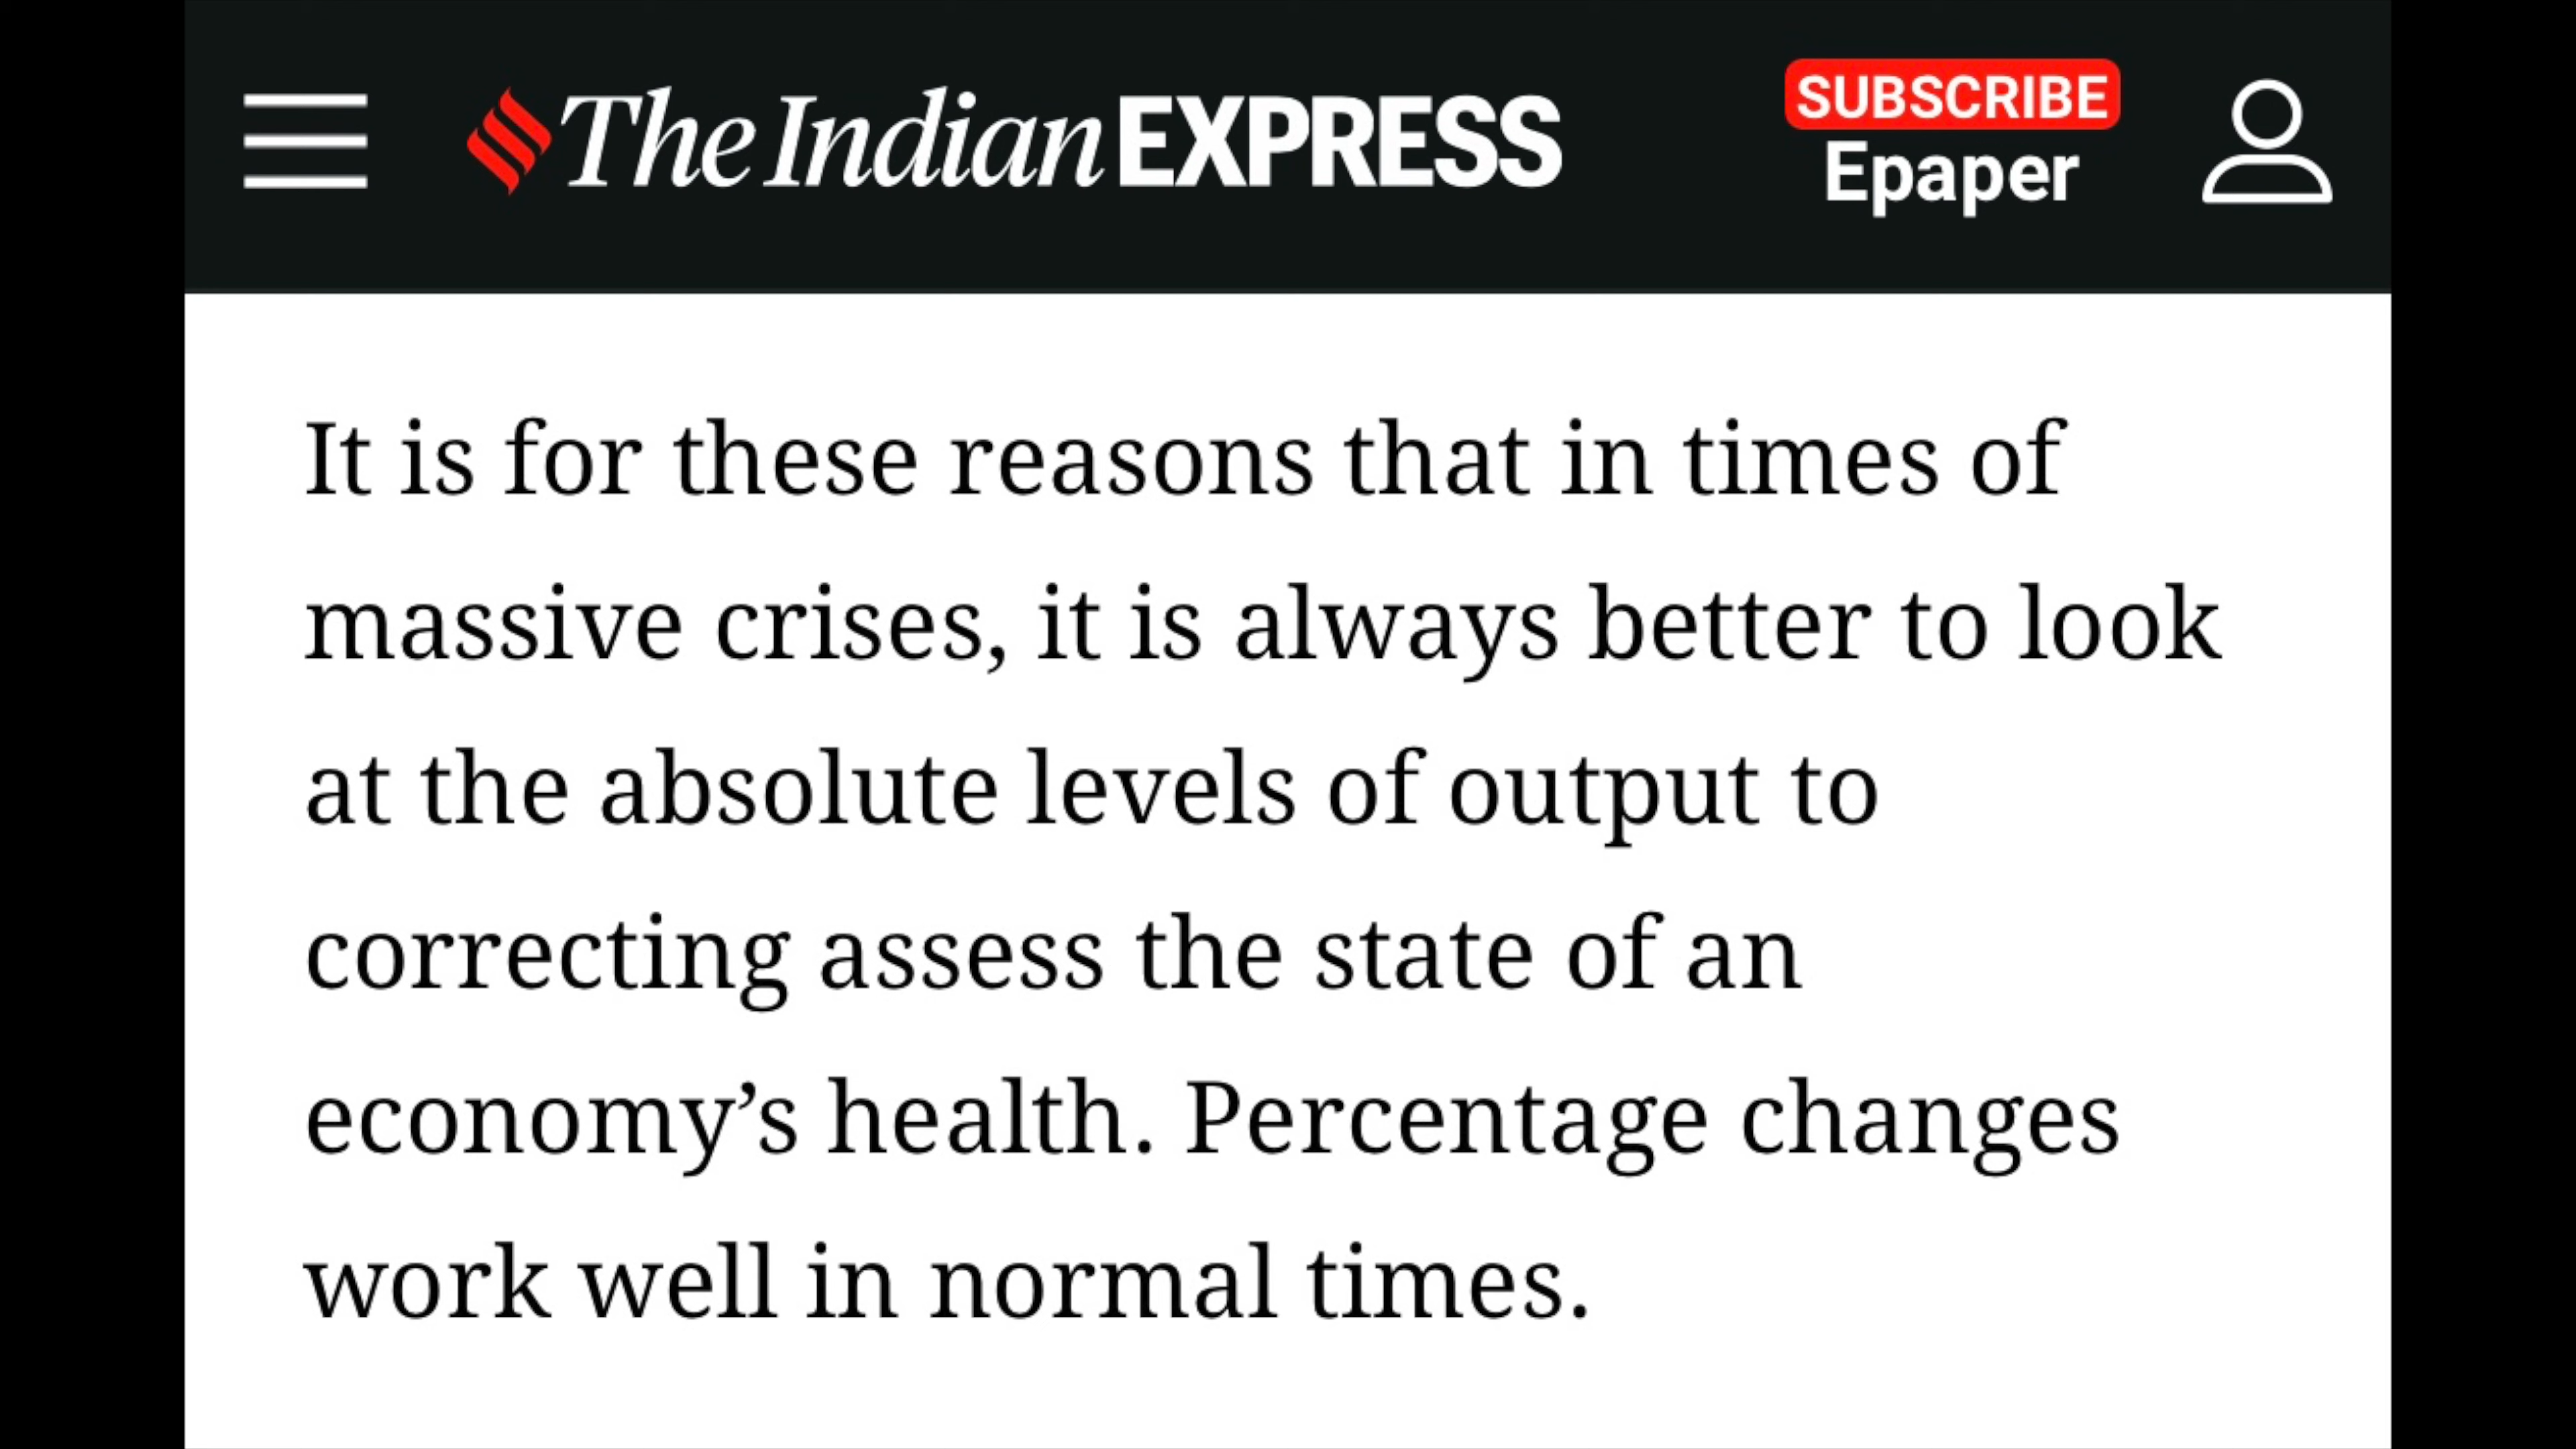 The Indian EXPRESS
SUBSCRIBE
Epaper
It is for these reasons that in times of
massive crises, it is always better to look
at the absolute levels of output to
correcting assess the state of an
economy’s health. Percentage changes
work well in normal times.